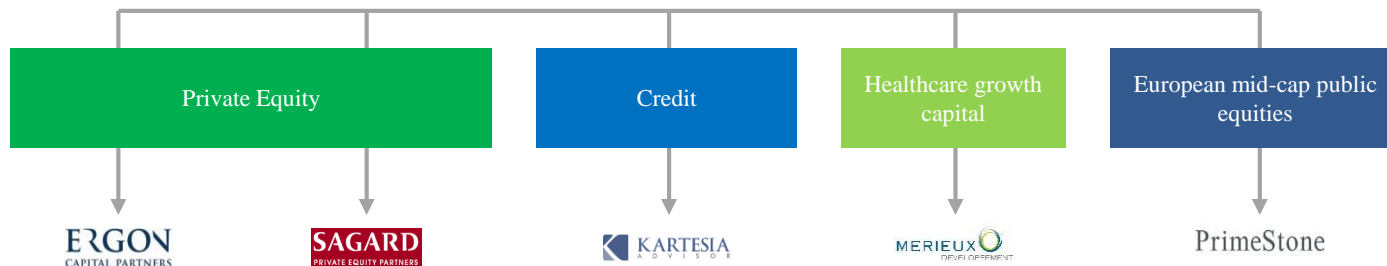 Private Equity
Credit
Healthcare growth
capital
European mid-cap public
equities
ERGON
CAPITAL PARTNERS
SAGARD
PRIVATE EQUITY PARTNERS
KARTESIA
ADVISOR
MERIEUX
DEVELOPPEMENT
PrimeStone